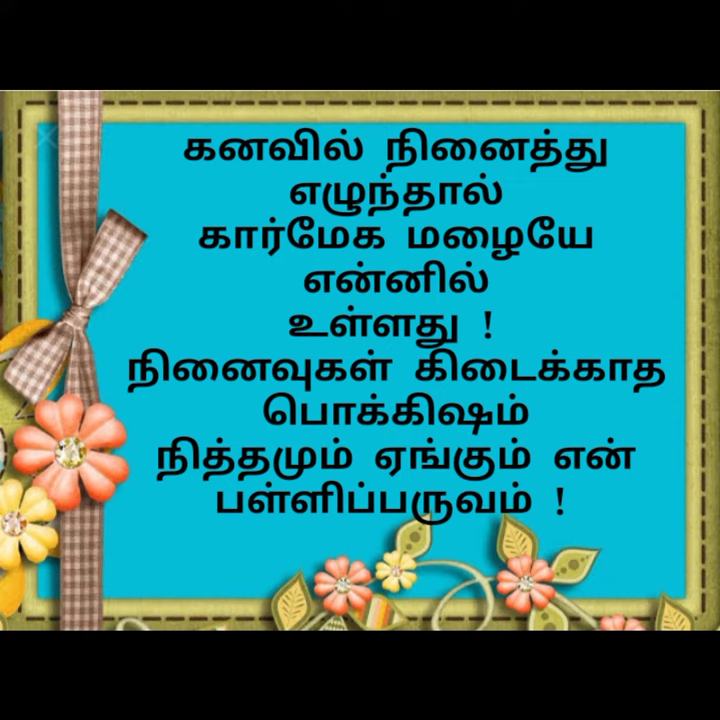 கனவில் நினைத்து
எழுந்தால்
கார்மேக மழையே
என்னில்
உள்ளது !
நினைவுகள் கிடைக்காத
பொக்கிஷம்
நித்தமும் ஏங்கும் என்
பள்ளிப்பருவம் !